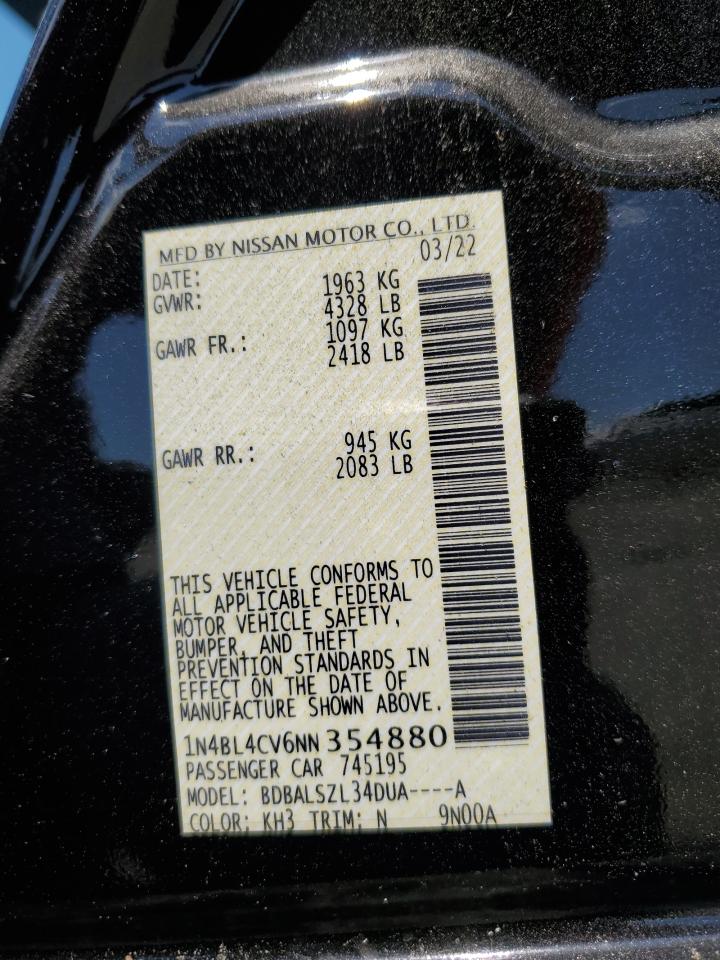 MFD BY NISSAN MOTOR CO., LTD.
DATE: 03/22
GVWR: 1963 KG
4328 LB
GAWR FR.: 1097 KG
2418 LB
GAWR RR.: 945 KG
2083 LB
THIS VEHICLE CONFORMS TO
ALL APPLICABLE FEDERAL
MOTOR VEHICLE SAFETY,
BUMPER, AND THEFT
PREVENTION STANDARDS IN
EFFECT ON THE DATE OF
MANUFACTURE SHOWN ABOVE.
1N4BL4CV6NN 354880
PASSENGER CAR 745195
MODEL: BDBALSZL34DUA----A
COLOR: KH3 TRIM: N 9N00A